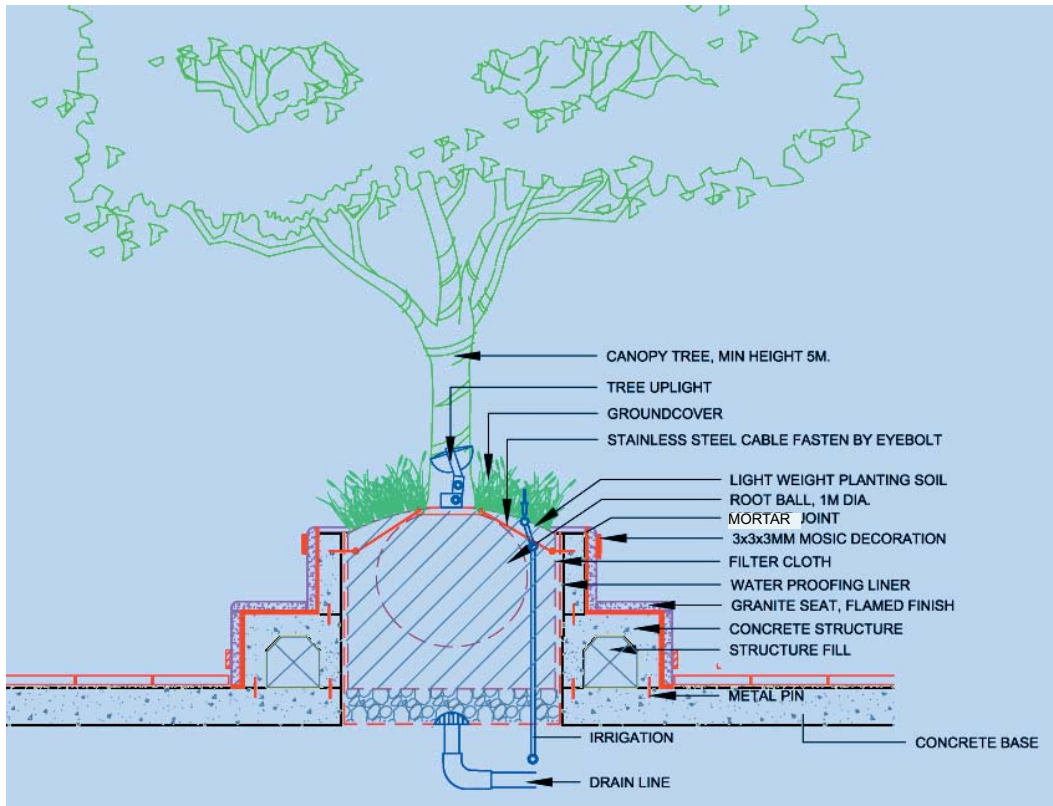 CANOPY TREE, MIN HEIGHT 5M.
TREE UPLIGHT
GROUNDCOVER
STAINLESS STEEL CABLE FASTEN BY EYEBOLT
LIGHT WEIGHT PLANTING SOIL
ROOT BALL, 1M DIA.
MORTAR JOINT
3x3x3MM MOSIC DECORATION
FILTER CLOTH
WATER PROOFING LINER
GRANITE SEAT, FLAMED FINISH
CONCRETE STRUCTURE
STRUCTURE FILL
METAL PIN
IRRIGATION
CONCRETE BASE
DRAIN LINE